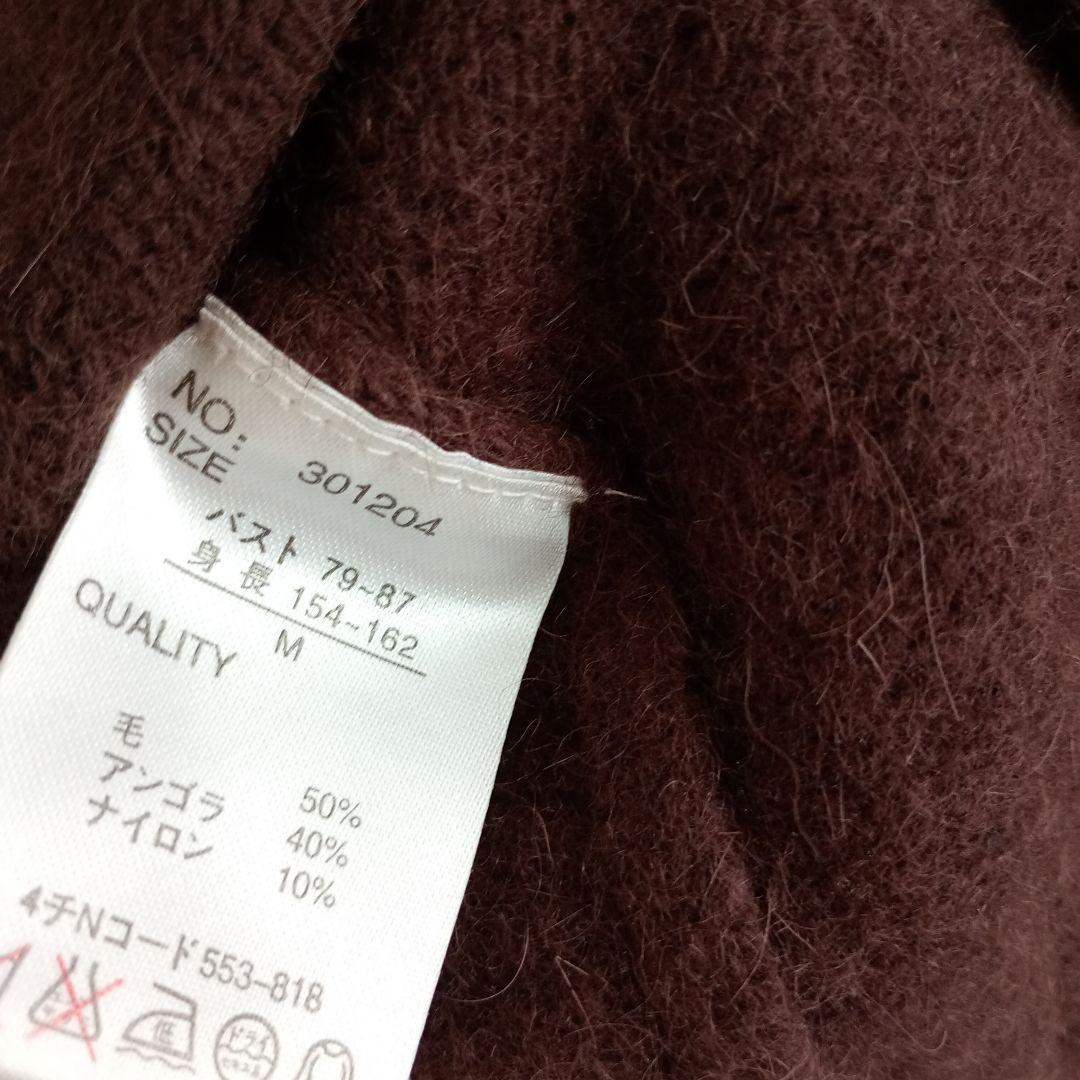 NO: 301204
SIZE
バスト 79~87
身長 154~162
M
QUALITY
毛 50%
アンゴラ 40%
ナイロン 10%
4チNコード553-818
低
ドライ